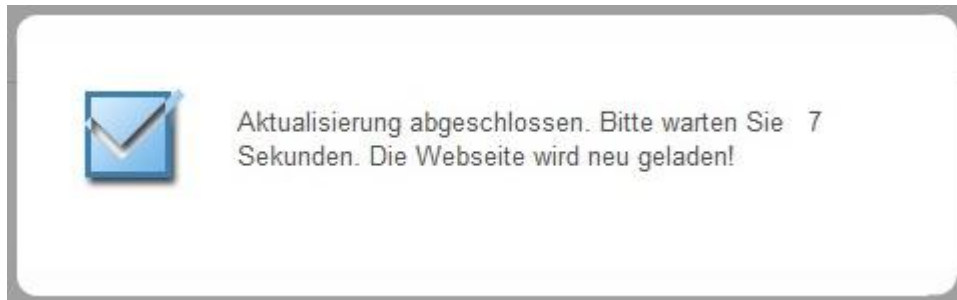 Aktualisierung abgeschlossen. Bitte warten Sie 7
Sekunden. Die Webseite wird neu geladen!